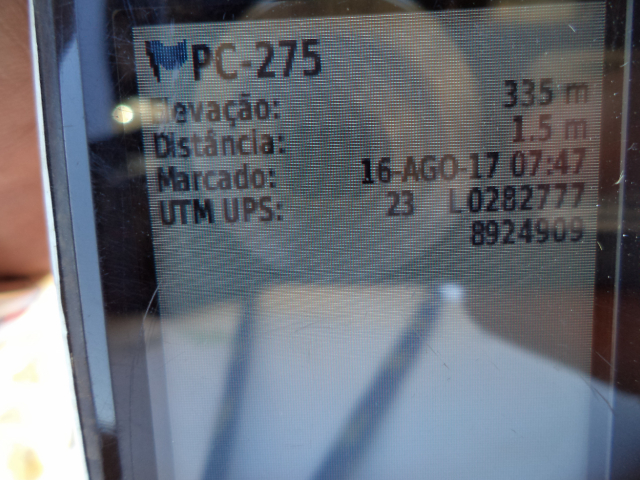 PC-275
Elevação: 335 m
Distância: 1.5 m
Marcado: 16-AGO-17 07:47
UTM UPS: 23 L0282777
8924909